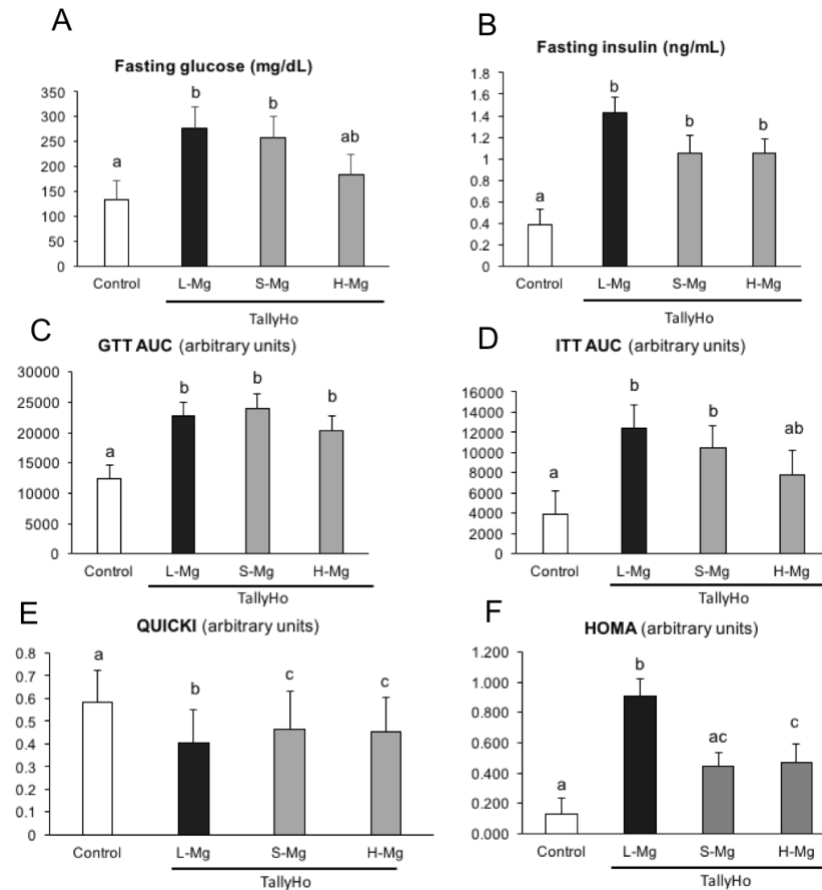 A
Fasting glucose (mg/dL)
350
300
250
200
150
100
50
0
a
b
b
ab
Control
L-Mg
S-Mg
H-Mg
TallyHo
B
Fasting insulin (ng/mL)
1.8
1.6
1.4
1.2
1
0.8
0.6
0.4
0.2
0
a
b
b
b
Control
L-Mg
S-Mg
H-Mg
TallyHo
C
GTT AUC (arbitrary units)
30000
25000
20000
15000
10000
5000
0
a
b
b
b
Control
L-Mg
S-Mg
H-Mg
TallyHo
D
ITT AUC (arbitrary units)
16000
14000
12000
10000
8000
6000
4000
2000
0
a
b
b
ab
Control
L-Mg
S-Mg
H-Mg
TallyHo
E
QUICKI (arbitrary units)
0.8
0.7
0.6
0.5
0.4
0.3
0.2
0.1
0
a
b
c
c
Control
L-Mg
S-Mg
H-Mg
TallyHo
F
HOMA (arbitrary units)
1.200
1.000
0.800
0.600
0.400
0.200
0.000
a
b
ac
c
Control
L-Mg
S-Mg
H-Mg
TallyHo